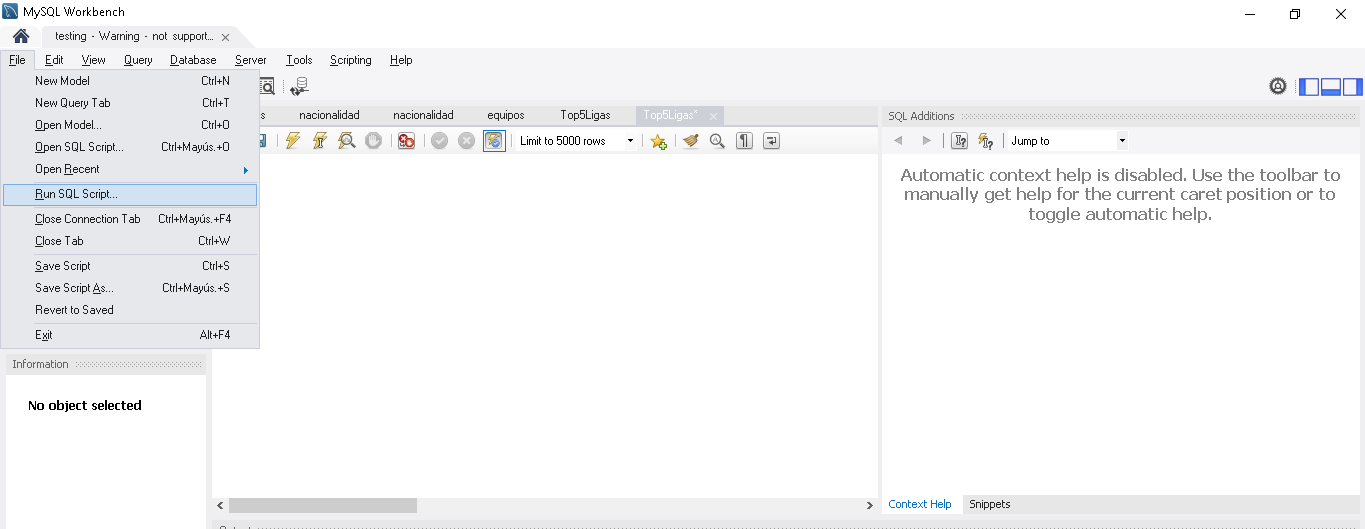 MySQL Workbench
testing - Warning - not support...
File Edit View Query Database Server Tools Scripting Help
New Model Ctrl+N
New Query Tab Ctrl+T
Open Model... Ctrl+O
Open SQL Script... Ctrl+Mayús.+O
Open Recent
Run SQL Script...
Close Connection Tab Ctrl+Mayús.+F4
Close Tab Ctrl+W
Save Script Ctrl+S
Save Script As... Ctrl+Mayús.+S
Revert to Saved
Exit Alt+F4
nacionalidad nacionalidad equipos Top5Ligas Top5Ligas*
Limit to 5000 rows
SQL Additions
Jump to
Automatic context help is disabled. Use the toolbar to
manually get help for the current caret position or to
toggle automatic help.
Information
No object selected
Context Help Snippets